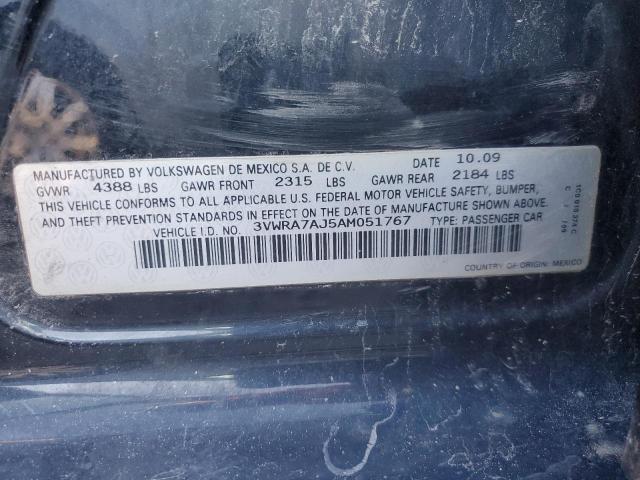 MANUFACTURED BY VOLKSWAGEN DE MEXICO S.A. DE C.V. DATE 10.09
GVWR 4388 LBS GAWR FRONT 2315 LBS GAWR REAR 2184 LBS
THIS VEHICLE CONFORMS TO ALL APPLICABLE U.S. FEDERAL MOTOR VEHICLE SAFETY, BUMPER,
AND THEFT PREVENTION STANDARDS IN EFFECT ON THE DATE OF MANUFACTURE SHOWN ABOVE.
VEHICLE I.D. NO. 3VWRA7AJ5AM051767 TYPE: PASSENGER CAR
COUNTRY OF ORIGIN: MEXICO